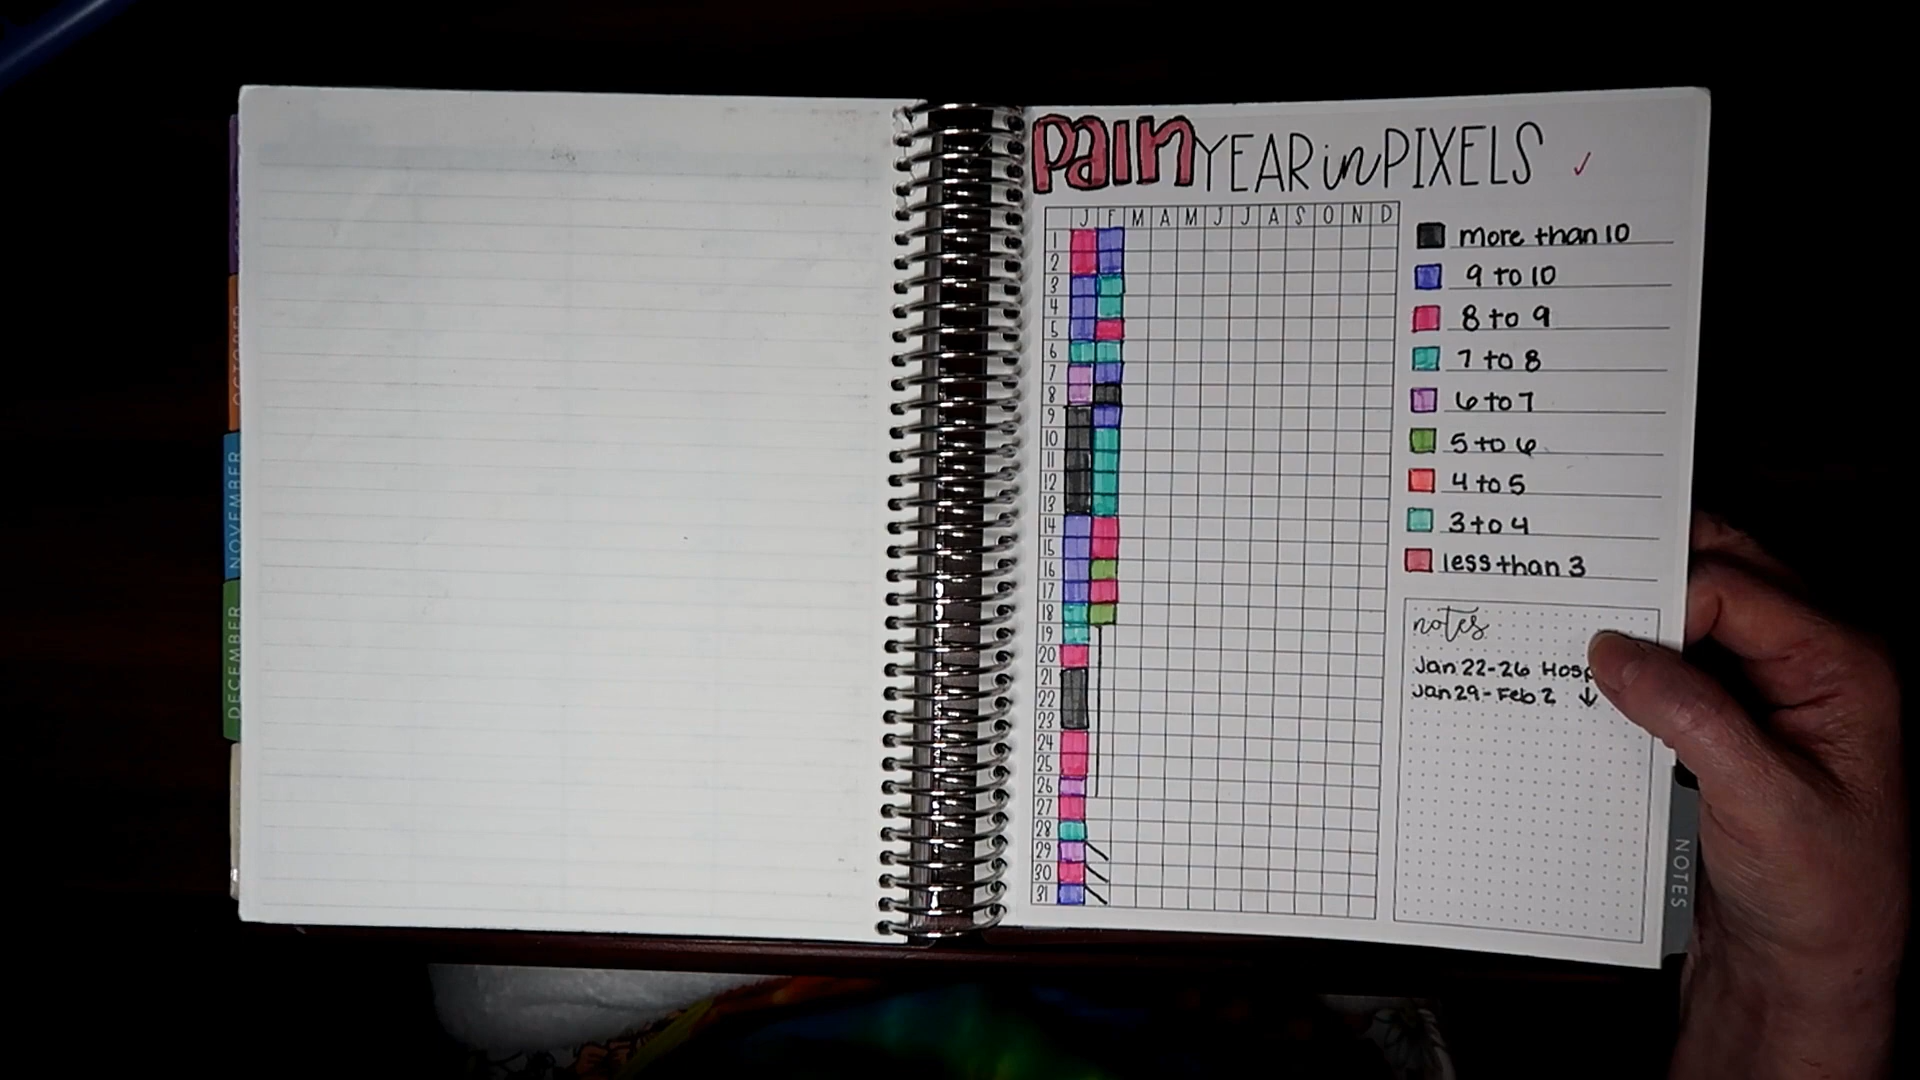 pain YEAR in PIXELS ✓
J F M A M J J A S O N D
1
2
3
4
5
6
7
8
9
10
11
12
13
14
15
16
17
18
19
20
21
22
23
24
25
26
27
28
29
30
31
more than 10
9 to 10
8 to 9
7 to 8
6 to 7
5 to 6
4 to 5
3 to 4
less than 3
notes
Jan 22-26
Jan 29 - Feb 2 ↓
OCTOBER
NOVEMBER
DECEMBER
NOTES